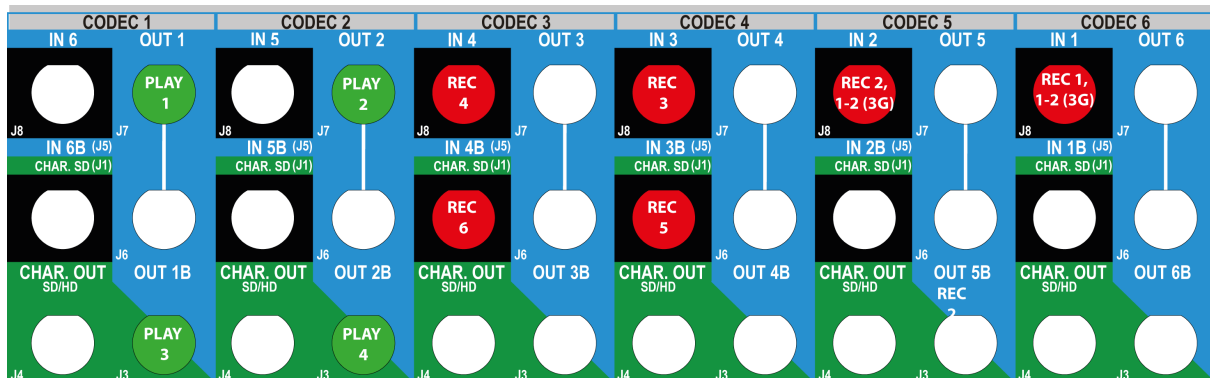 CODEC 1 CODEC 2 CODEC 3 CODEC 4 CODEC 5 CODEC 6
IN 6 OUT 1 IN 5 OUT 2 IN 4 OUT 3 IN 3 OUT 4 IN 2 OUT 5 IN 1 OUT 6
PLAY PLAY REC REC REC 2, REC 1,
1 2 4 3 1-2 (3G) 1-2 (3G)
J8 J7 J8 J7 J8 J7 J8 J7 J8 J7 J8 J7
IN 6B (J5) IN 5B (J5) IN 4B (J5) IN 3B (J5) IN 2B (J5) IN 1B (J5)
CHAR. SD (J1) CHAR. SD (J1) CHAR. SD (J1) CHAR. SD (J1) CHAR. SD (J1) CHAR. SD (J1)
REC REC
6 5
J6 J6 J6 J6 J6 J6
CHAR. OUT OUT 1B CHAR. OUT OUT 2B CHAR. OUT OUT 3B CHAR. OUT OUT 4B CHAR. OUT OUT 5B CHAR. OUT OUT 6B
SD/HD SD/HD SD/HD SD/HD SD/HD SD/HD
REC
2
PLAY PLAY
3 4
J4 J3 J4 J3 J4 J3 J4 J3 J4 J3 J4 J3